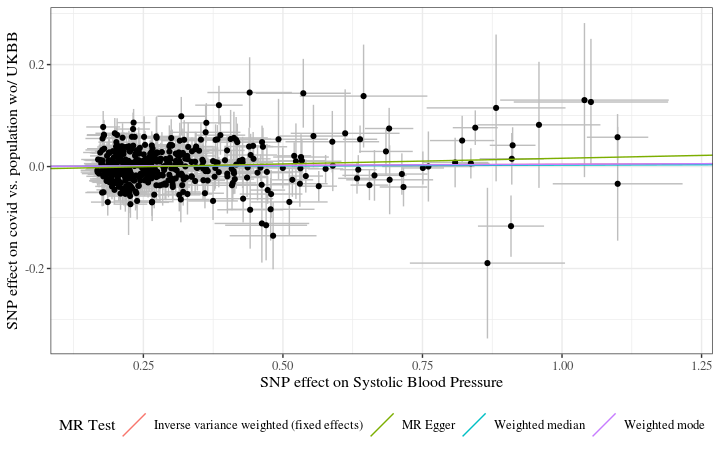 SNP effect on covid vs. population wo/ UKBB
0.2
0.0
-0.2
0.25 0.50 0.75 1.00 1.25
SNP effect on Systolic Blood Pressure
MR Test Inverse variance weighted (fixed effects) MR Egger Weighted median Weighted mode